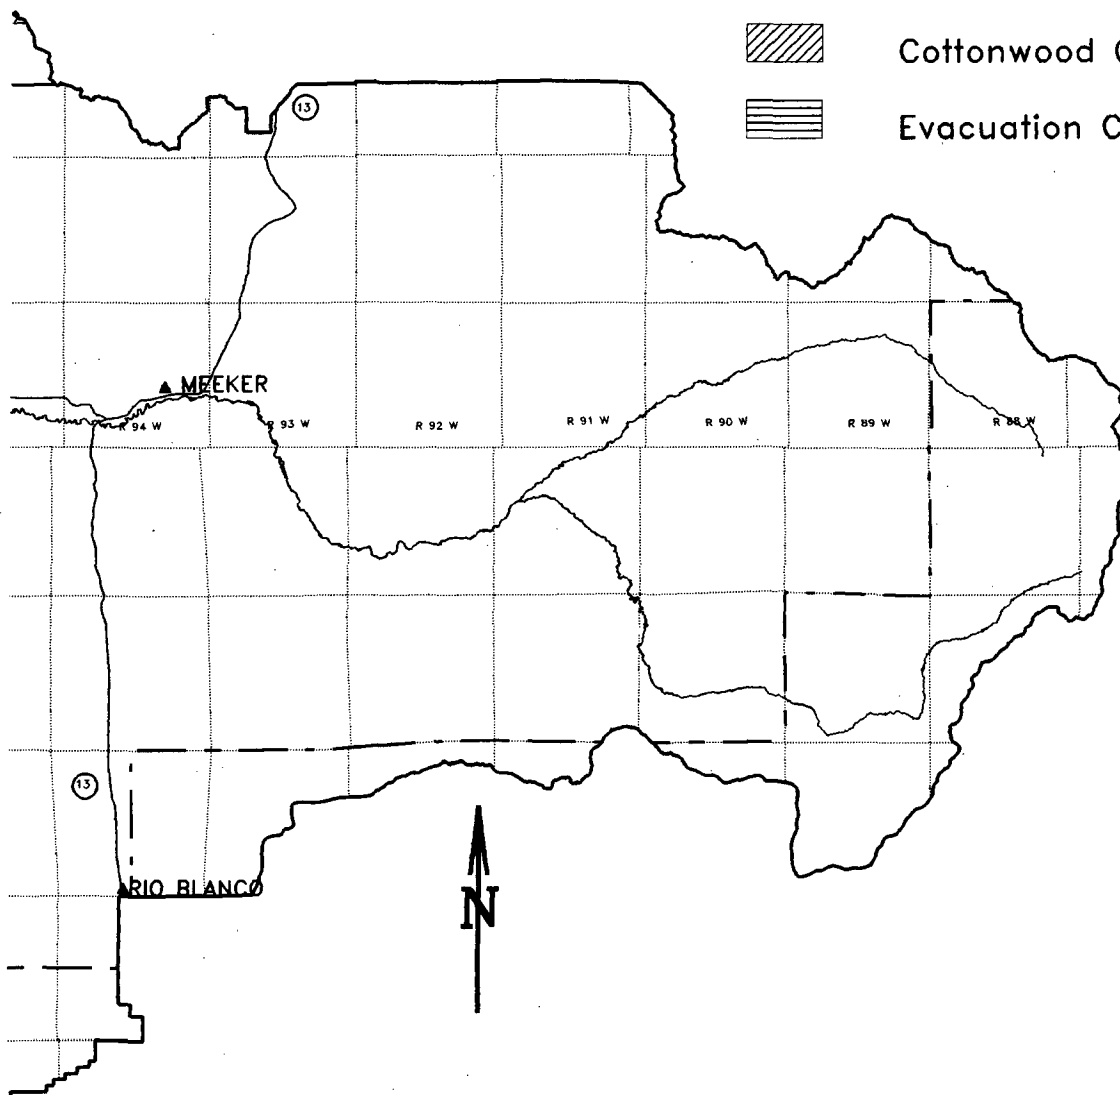 Cottonwood C
Evacuation C
13
MEEKER
R 94 W R 93 W R 92 W R 91 W R 90 W R 89 W R 88 W
13
RIO BLANCO
N